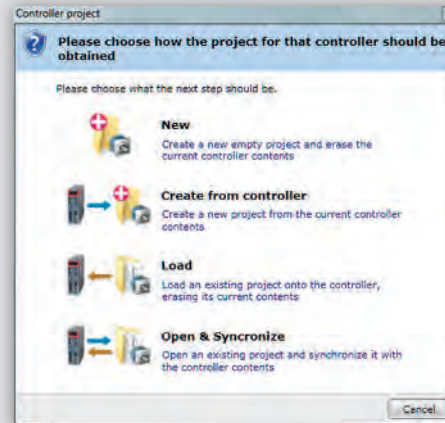 Controller project
Please choose how the project for that controller should be
obtained
Please choose what the next step should be.
New
Create a new empty project and erase the
current controller contents
Create from controller
Create a new project from the current controller
contents
Load
Load an existing project onto the controller,
erasing its current contents
Open & Syncronize
Open an existing project and synchronize it with
the controller contents
Cancel